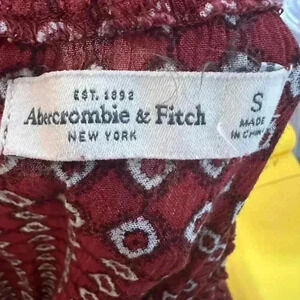 EST. 1892
Abercrombie & Fitch
NEW YORK
S
MADE
IN CHINA